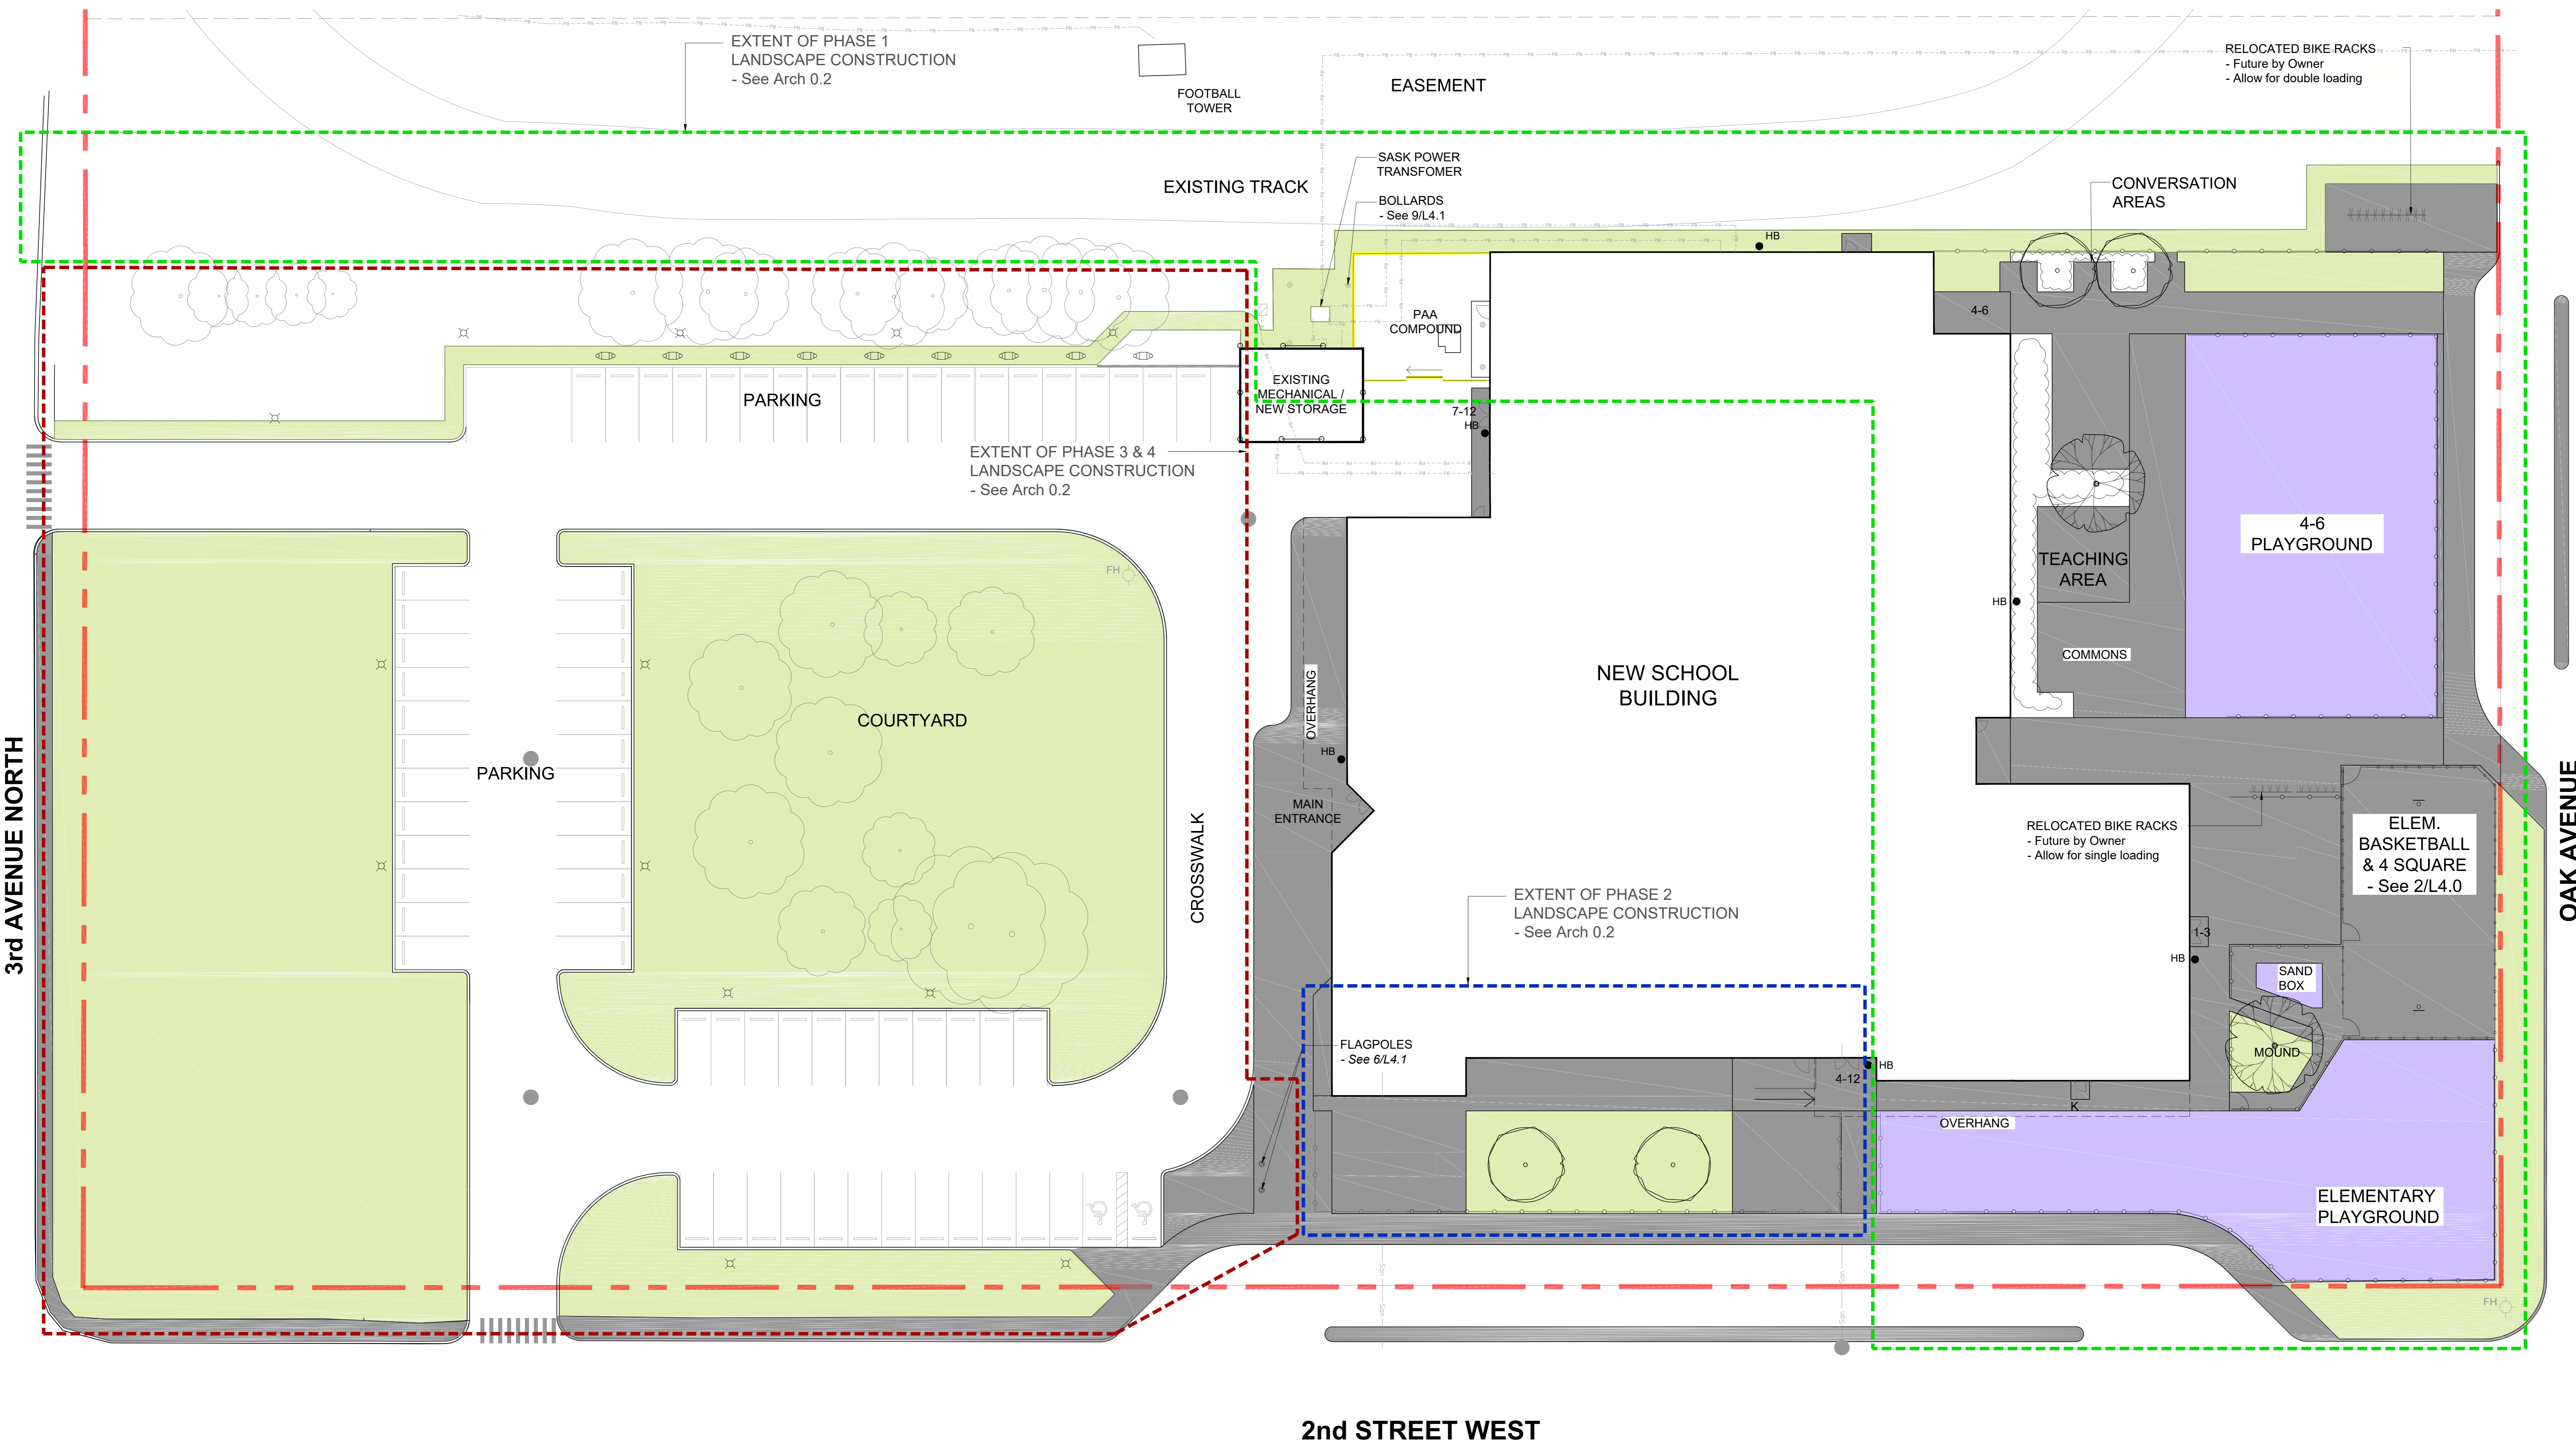 EXTENT OF PHASE 1
LANDSCAPE CONSTRUCTION
- See Arch 0.2
FOOTBALL
TOWER
EASEMENT
RELOCATED BIKE RACKS
- Future by Owner
- Allow for double loading
SASK POWER
TRANSFOMER
EXISTING TRACK
BOLLARDS
- See 9/L4.1
CONVERSATION
AREAS
HB
PAA
COMPOUND
4-6
EXISTING
MECHANICAL /
NEW STORAGE
PARKING
7-12
HB
EXTENT OF PHASE 3 & 4
LANDSCAPE CONSTRUCTION
- See Arch 0.2
4-6
PLAYGROUND
TEACHING
AREA
FH
HB
COMMONS
NEW SCHOOL
BUILDING
OVERHANG
COURTYARD
HB
PARKING
MAIN
ENTRANCE
CROSSWALK
3rd AVENUE NORTH
OAK AVENUE
RELOCATED BIKE RACKS
- Future by Owner
- Allow for single loading
ELEM.
BASKETBALL
& 4 SQUARE
- See 2/L4.0
EXTENT OF PHASE 2
LANDSCAPE CONSTRUCTION
- See Arch 0.2
1-3
HB
SAND
BOX
FLAGPOLES
- See 6/L4.1
MOUND
HB
4-12
K
OVERHANG
ELEMENTARY
PLAYGROUND
San
San
San
San
FH
2nd STREET WEST